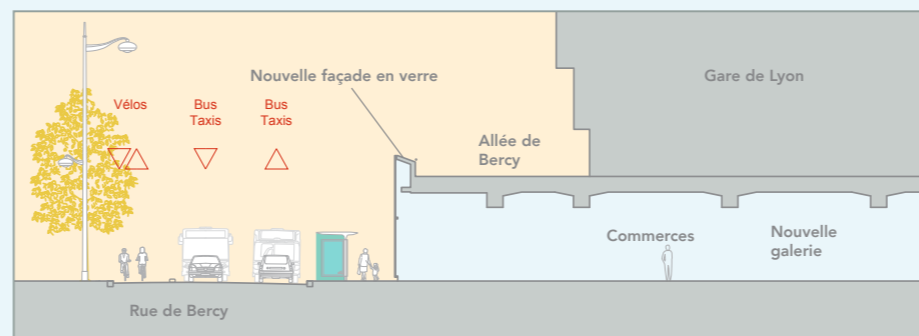 Nouvelle façade en verre
Gare de Lyon
Vélos
Bus
Taxis
Bus
Taxis
Allée de
Bercy
Commerces
Nouvelle
galerie
Rue de Bercy